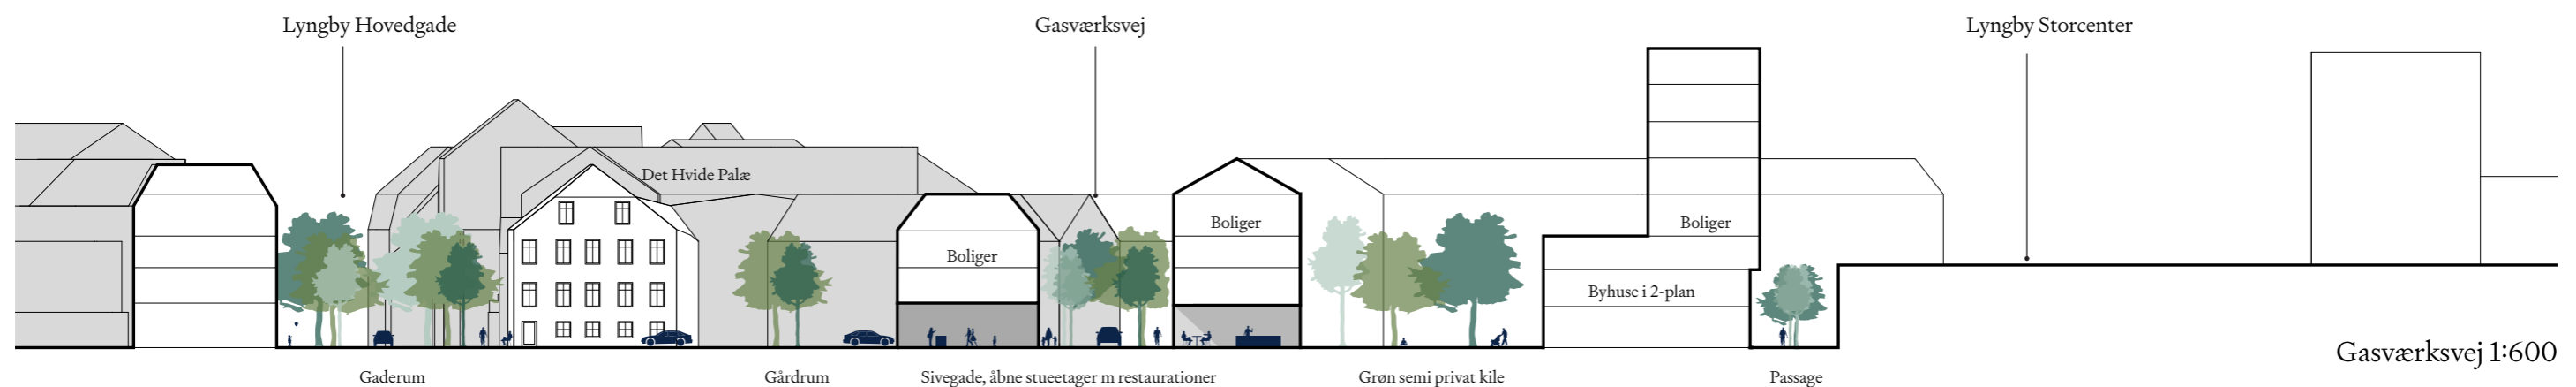 Lyngby Hovedgade
Gasværksvej
Lyngby Storcenter
Det Hvide Palæ
Boliger
Boliger
Boliger
Byhuse i 2-plan
Gasværksvej 1:600
Gaderum
Gårdrum
Sivegade, åbne stueetager m restaurationer
Grøn semi privat kile
Passage